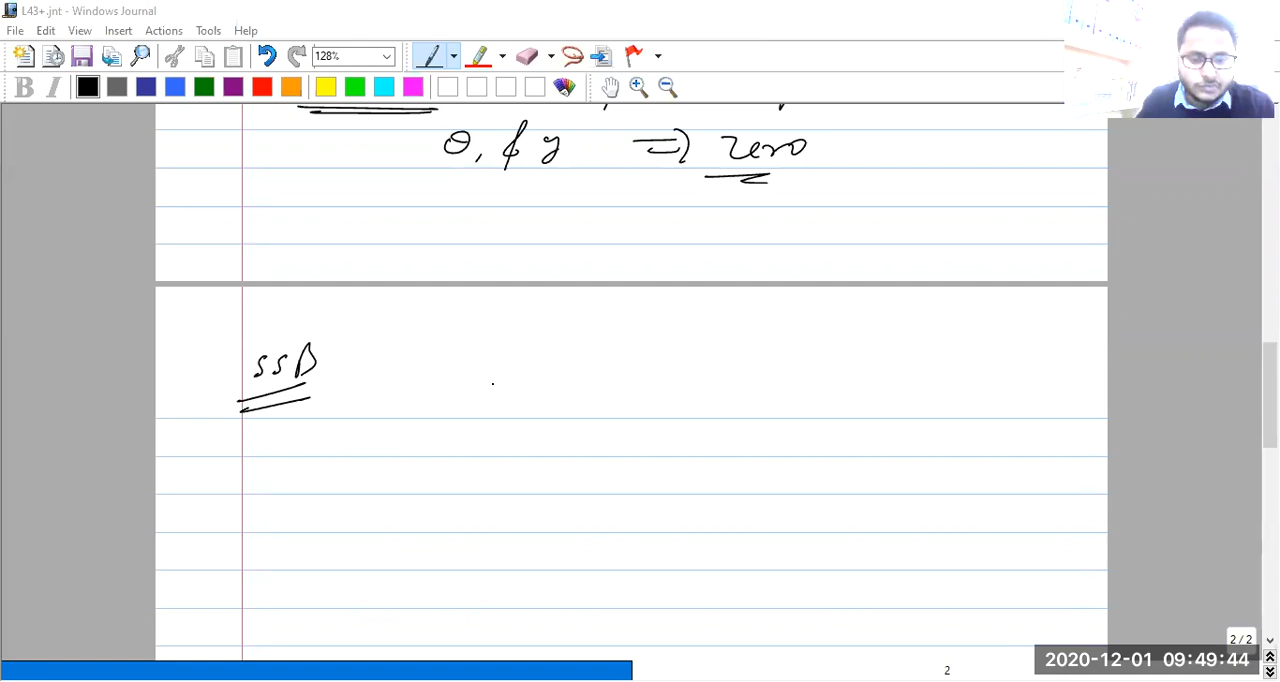 L43+.jnt - Windows Journal
File Edit View Insert Actions Tools Help
128%
B I
θ, φ y ⇒ zero
SSB
2 / 2
2
2020-12-01 09:49:44